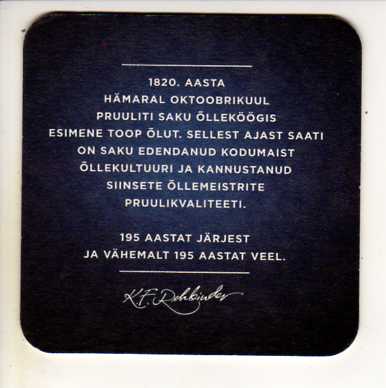 1820. AASTA
HÄMARAL OKTOOBRIKUUL
PRUULITI SAKU ÕLLEKÖÖGIS
ESIMENE TOOP ÕLUT. SELLEST AJAST SAATI
ON SAKU EDENDANUD KODUMAIST
ÕLLEKULTUURI JA KANNUSTANUD
SIINSETE ÕLLEMEISTRITE
PRUULIKVALITEETI.
195 AASTAT JÄRJEST
JA VÄHEMALT 195 AASTAT VEEL.
K.F. Rehbinder